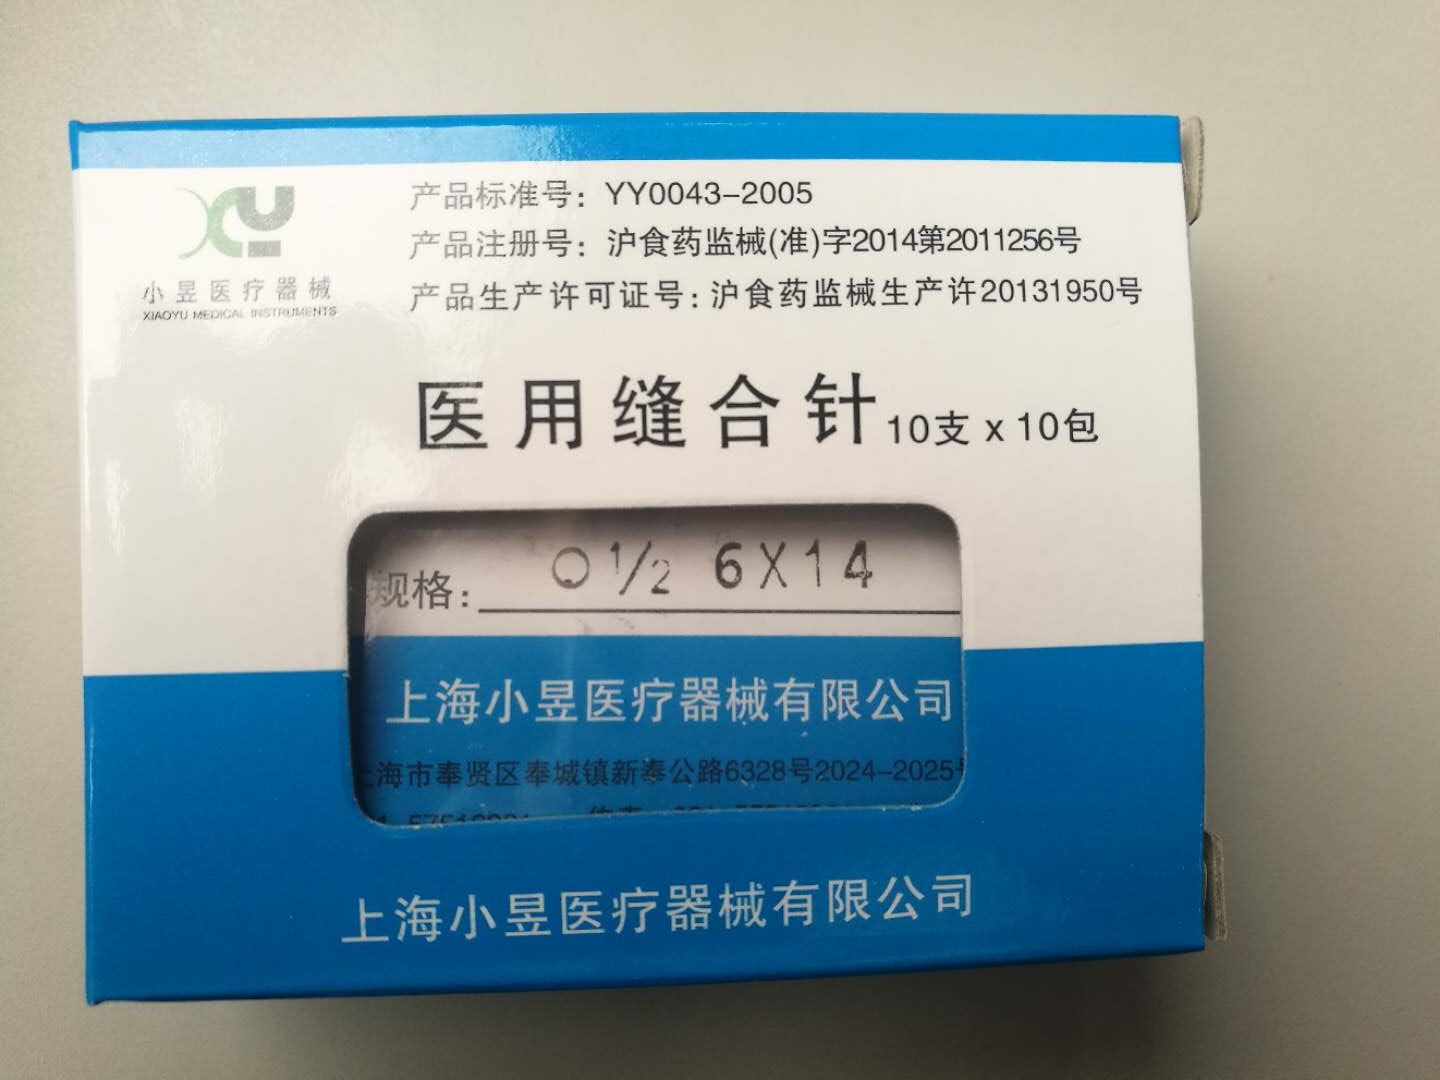 XY
小昱医疗器械
XIAOYU MEDICAL INSTRUMENTS
产品标准号：YY0043-2005
产品注册号：沪食药监械(准)字2014第2011256号
产品生产许可证号：沪食药监械生产许20131950号
医用缝合针10支 x 10包
规格：○1/2 6X14
上海小昱医疗器械有限公司
上海市奉贤区奉城镇新奉公路6328号2024-2025
上海小昱医疗器械有限公司